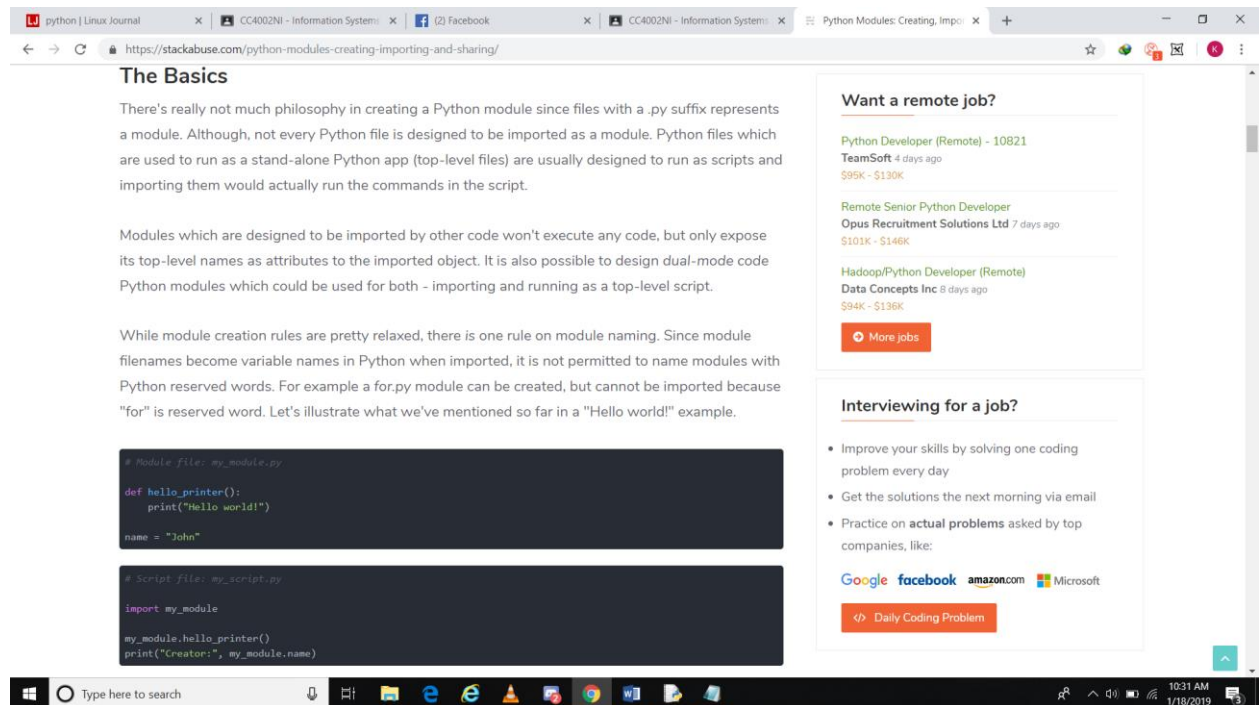 python | Linux Journal
CC4002NI - Information Systems
(2) Facebook
CC4002NI - Information Systems
Python Modules: Creating, Impo
https://stackabuse.com/python-modules-creating-importing-and-sharing/
K
The Basics
There's really not much philosophy in creating a Python module since files with a .py suffix represents
a module. Although, not every Python file is designed to be imported as a module. Python files which
are used to run as a stand-alone Python app (top-level files) are usually designed to run as scripts and
importing them would actually run the commands in the script.
Modules which are designed to be imported by other code won't execute any code, but only expose
its top-level names as attributes to the imported object. It is also possible to design dual-mode code
Python modules which could be used for both - importing and running as a top-level script.
While module creation rules are pretty relaxed, there is one rule on module naming. Since module
filenames become variable names in Python when imported, it is not permitted to name modules with
Python reserved words. For example a for.py module can be created, but cannot be imported because
"for" is reserved word. Let's illustrate what we've mentioned so far in a "Hello world!" example.
# Module file: my_module.py
def hello_printer():
    print("Hello world!")
name = "John"
# Script file: my_script.py
import my_module
my_module.hello_printer()
print("Creator:", my_module.name)
Want a remote job?
Python Developer (Remote) - 10821
TeamSoft 4 days ago
$95K - $130K
Remote Senior Python Developer
Opus Recruitment Solutions Ltd 7 days ago
$101K - $146K
Hadoop/Python Developer (Remote)
Data Concepts Inc 8 days ago
$94K - $136K
More jobs
Interviewing for a job?
• Improve your skills by solving one coding
problem every day
• Get the solutions the next morning via email
• Practice on actual problems asked by top
companies, like:
Google facebook amazon.com Microsoft
</> Daily Coding Problem
Type here to search
10:31 AM
1/18/2019